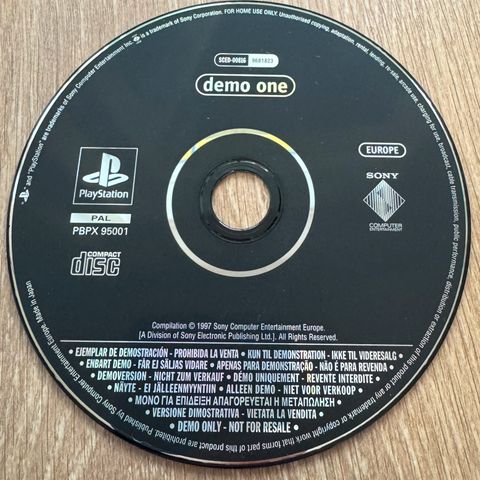 SCED-00816 9681823
demo one
EUROPE
PlayStation
SONY
COMPUTER
ENTERTAINMENT
PAL
PBPX 95001
COMPACT
disc
Compilation © 1997 Sony Computer Entertainment Europe.
[A Division of Sony Electronic Publishing Ltd.]. All Rights Reserved.
• EJEMPLAR DE DEMOSTRACIÓN - PROHIBIDA LA VENTA • KUN TIL DEMONSTRATION - IKKE TIL VIDERESALG •
ENBART DEMO - FÅR EJ SÄLJAS VIDARE • APENAS PARA DEMONSTRAÇÃO - NÃO É PARA REVENDA
• DEMOVERSION - NICHT ZUM VERKAUF • DÉMO UNIQUEMENT - REVENTE INTERDITE •
NÄYTE - EI JÄLLEENMYYNTIIN • ALLEEN DEMO - NIET VOOR VERKOOP
• ΜΟΝΟ ΓΙΑ ΕΠΙΔΕΙΞΗ ΑΠΑΓΟΡΕΥΕΤΑΙ Η ΜΕΤΑΠΩΛΗΣΗ •
VERSIONE DIMOSTRATIVA - VIETATA LA VENDITA
• DEMO ONLY - NOT FOR RESALE •
and "PlayStation" are trademarks of Sony Computer Entertainment Inc. is a trademark of Sony Corporation. FOR HOME USE ONLY. Unauthorized copying, adaptation, rental, lending, re-sale, arcade use, charging for use, broadcast, cable transmission, public performance, distribution or extraction of this product or any trademark or copyright work that forms part of this product are prohibited. Sony Computer Entertainment Europe. Made in Japan